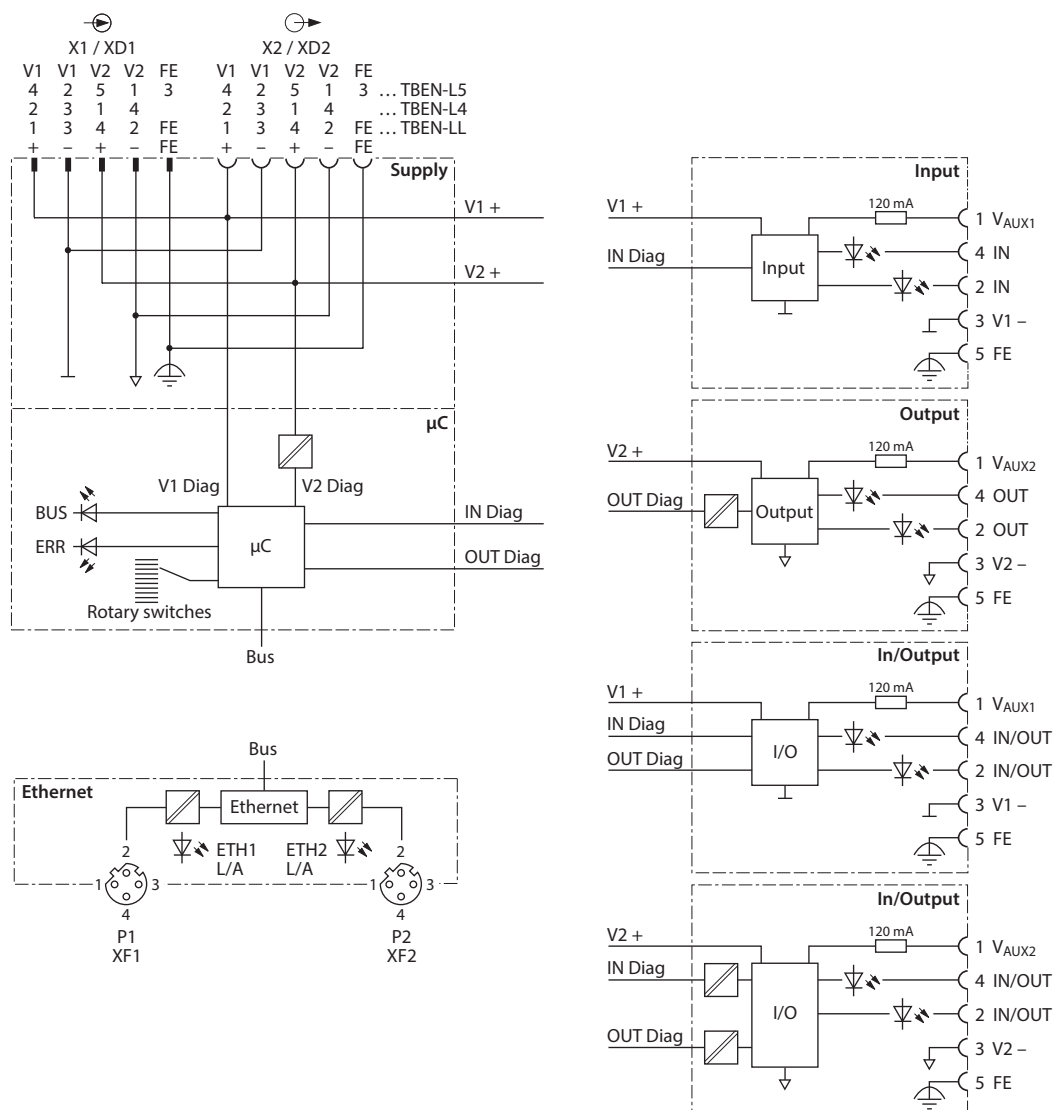 X1 / XD1
X2 / XD2
V1 V1 V2 V2 FE
V1 V1 V2 V2 FE
4 2 5 1 3
4 2 5 1 3 … TBEN-L5
2 3 1 4
2 3 1 4 … TBEN-L4
1 3 4 2 FE
1 3 4 2 FE … TBEN-LL
+ – + – FE
+ – + – FE
Supply
V1 +
V2 +
µC
V1 Diag
V2 Diag
BUS
ERR
µC
IN Diag
OUT Diag
Rotary switches
Bus
Bus
Ethernet
Ethernet
ETH1
L/A
ETH2
L/A
2
1 3
4
P1
XF1
2
1 3
4
P2
XF2
Input
V1 +
120 mA
1 VAUX1
IN Diag
Input
4 IN
2 IN
3 V1 –
5 FE
Output
V2 +
120 mA
1 VAUX2
OUT Diag
Output
4 OUT
2 OUT
3 V2 –
5 FE
In/Output
V1 +
120 mA
1 VAUX1
IN Diag
4 IN/OUT
OUT Diag
I/O
2 IN/OUT
3 V1 –
5 FE
In/Output
V2 +
120 mA
1 VAUX2
IN Diag
4 IN/OUT
I/O
2 IN/OUT
OUT Diag
3 V2 –
5 FE